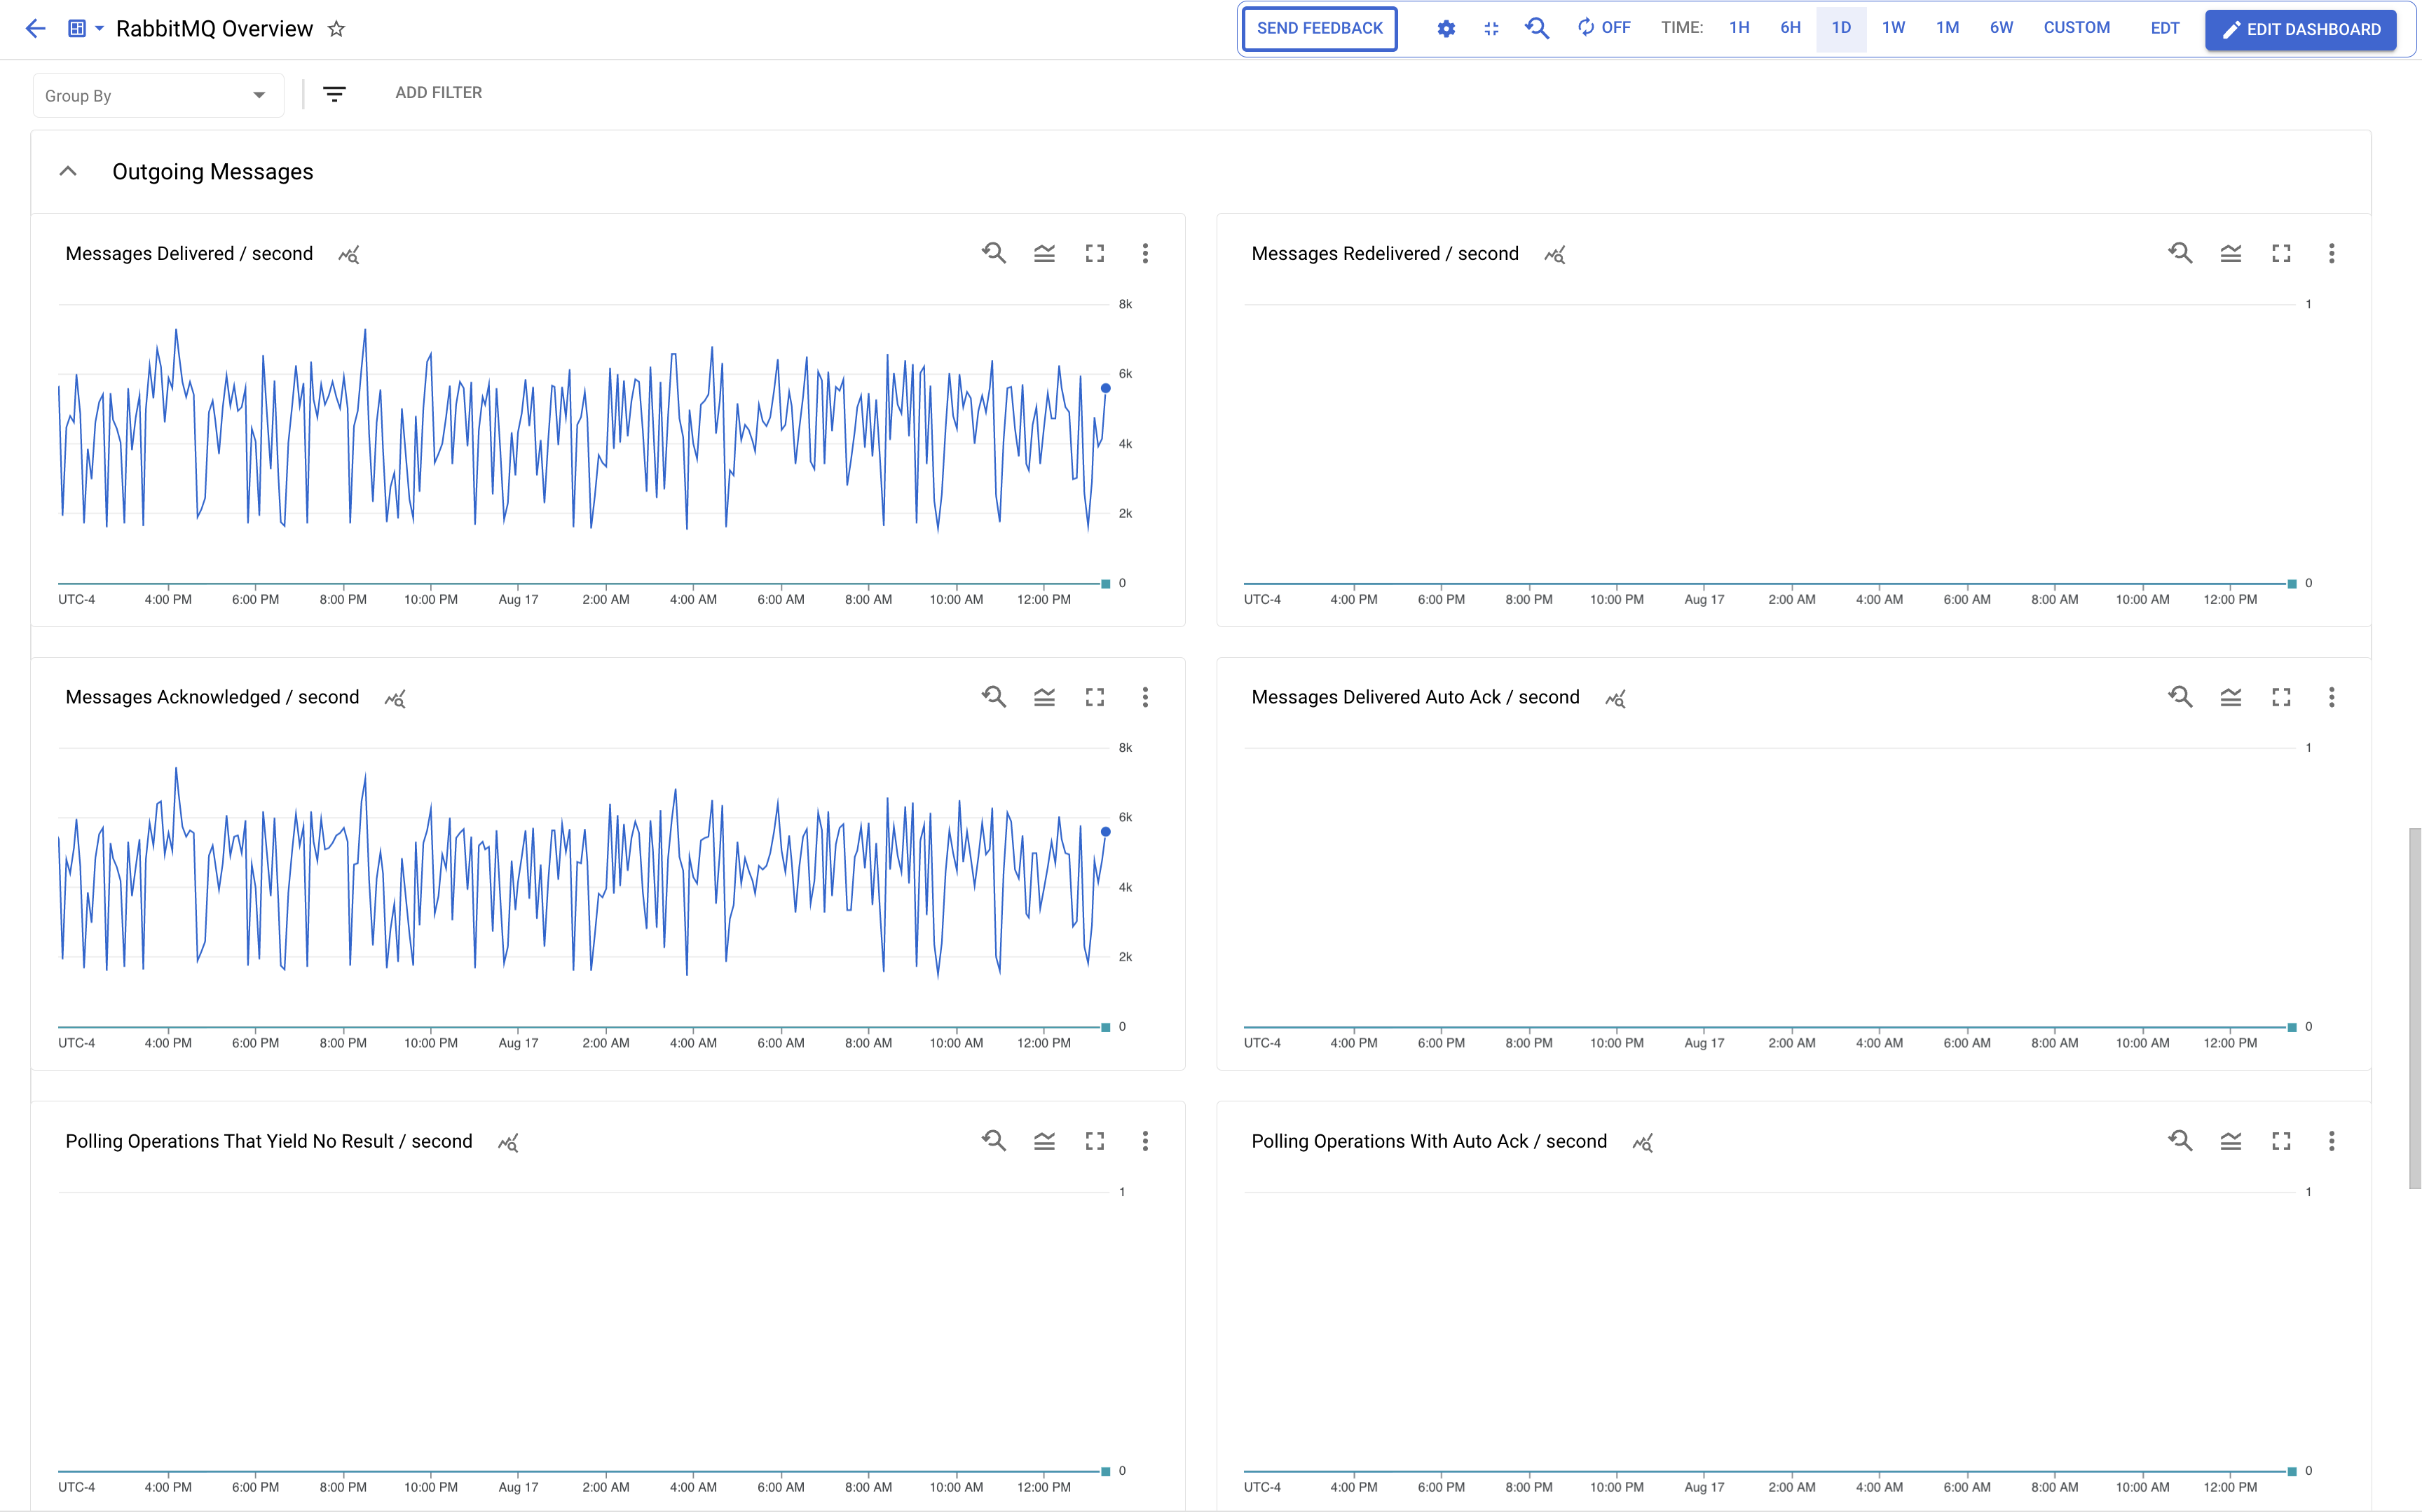 RabbitMQ Overview
SEND FEEDBACK OFF TIME: 1H 6H 1D 1W 1M 6W CUSTOM EDT EDIT DASHBOARD
Group By ADD FILTER
Outgoing Messages
Messages Delivered / second
8k
6k
4k
2k
0
UTC-4 4:00 PM 6:00 PM 8:00 PM 10:00 PM Aug 17 2:00 AM 4:00 AM 6:00 AM 8:00 AM 10:00 AM 12:00 PM
Messages Redelivered / second
1
0
UTC-4 4:00 PM 6:00 PM 8:00 PM 10:00 PM Aug 17 2:00 AM 4:00 AM 6:00 AM 8:00 AM 10:00 AM 12:00 PM
Messages Acknowledged / second
8k
6k
4k
2k
0
UTC-4 4:00 PM 6:00 PM 8:00 PM 10:00 PM Aug 17 2:00 AM 4:00 AM 6:00 AM 8:00 AM 10:00 AM 12:00 PM
Messages Delivered Auto Ack / second
1
0
UTC-4 4:00 PM 6:00 PM 8:00 PM 10:00 PM Aug 17 2:00 AM 4:00 AM 6:00 AM 8:00 AM 10:00 AM 12:00 PM
Polling Operations That Yield No Result / second
1
0
UTC-4 4:00 PM 6:00 PM 8:00 PM 10:00 PM Aug 17 2:00 AM 4:00 AM 6:00 AM 8:00 AM 10:00 AM 12:00 PM
Polling Operations With Auto Ack / second
1
0
UTC-4 4:00 PM 6:00 PM 8:00 PM 10:00 PM Aug 17 2:00 AM 4:00 AM 6:00 AM 8:00 AM 10:00 AM 12:00 PM